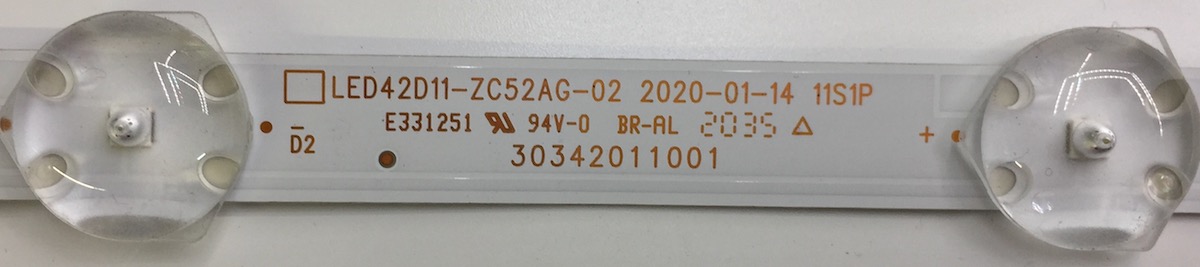 LED42D11-ZC52AG-02 2020-01-14 11S1P
E331251 94V-0 BR-AL 2035
30342011001
D2
+